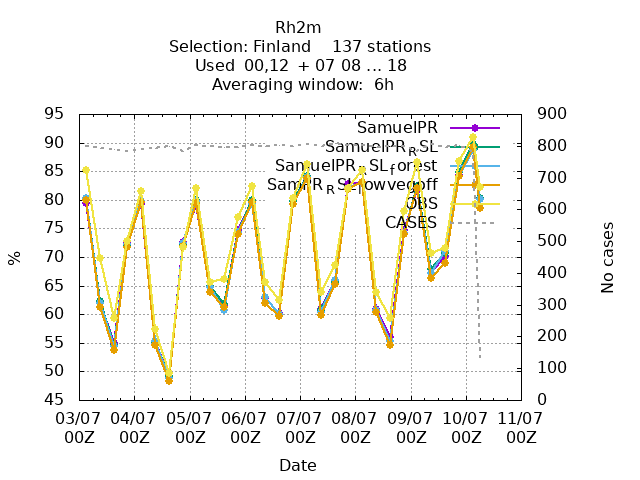 Rh2m
Selection: Finland 137 stations
Used 00,12 + 07 08 ... 18
Averaging window: 6h
95 900
90 800
85 700
80 600
75 500
70 400
65 300
60 200
55 100
50 0
45
%
No cases
SamuelPR
SamuelPR_RSL
SamuelPR_RSL_forest
OBS
CASES
03/07 04/07 05/07 06/07 07/07 08/07 09/07 10/07 11/07
00Z 00Z 00Z 00Z 00Z 00Z 00Z 00Z 00Z
Date